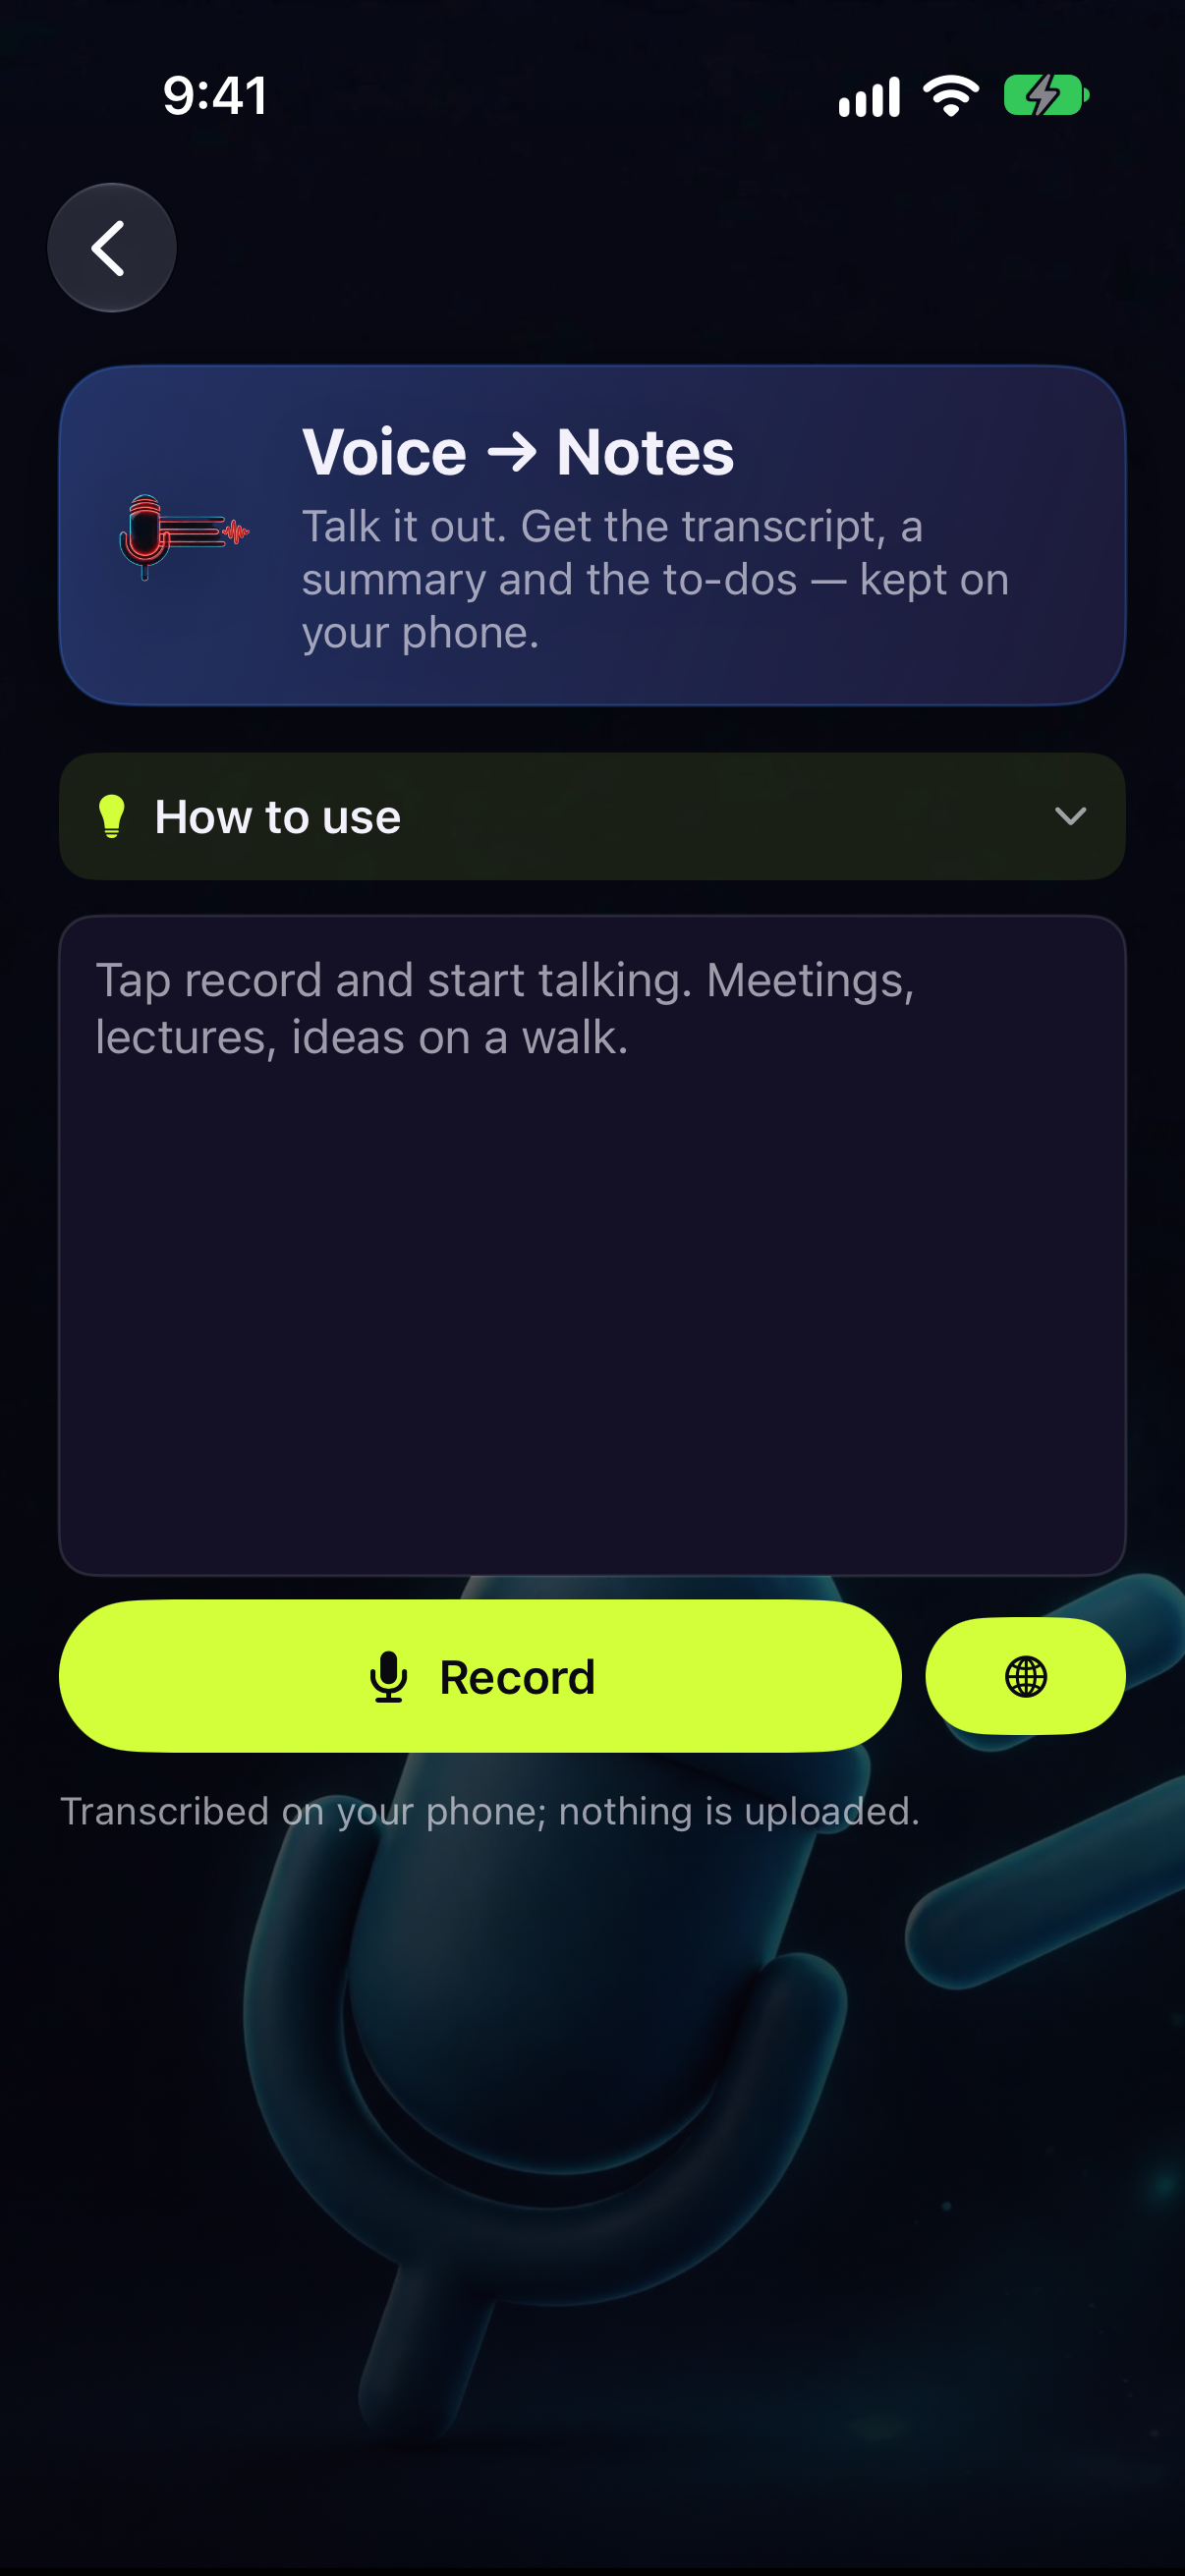 9:41
Voice → Notes
Talk it out. Get the transcript, a
summary and the to-dos — kept on
your phone.
How to use
Tap record and start talking. Meetings,
lectures, ideas on a walk.
Record
Transcribed on your phone; nothing is uploaded.